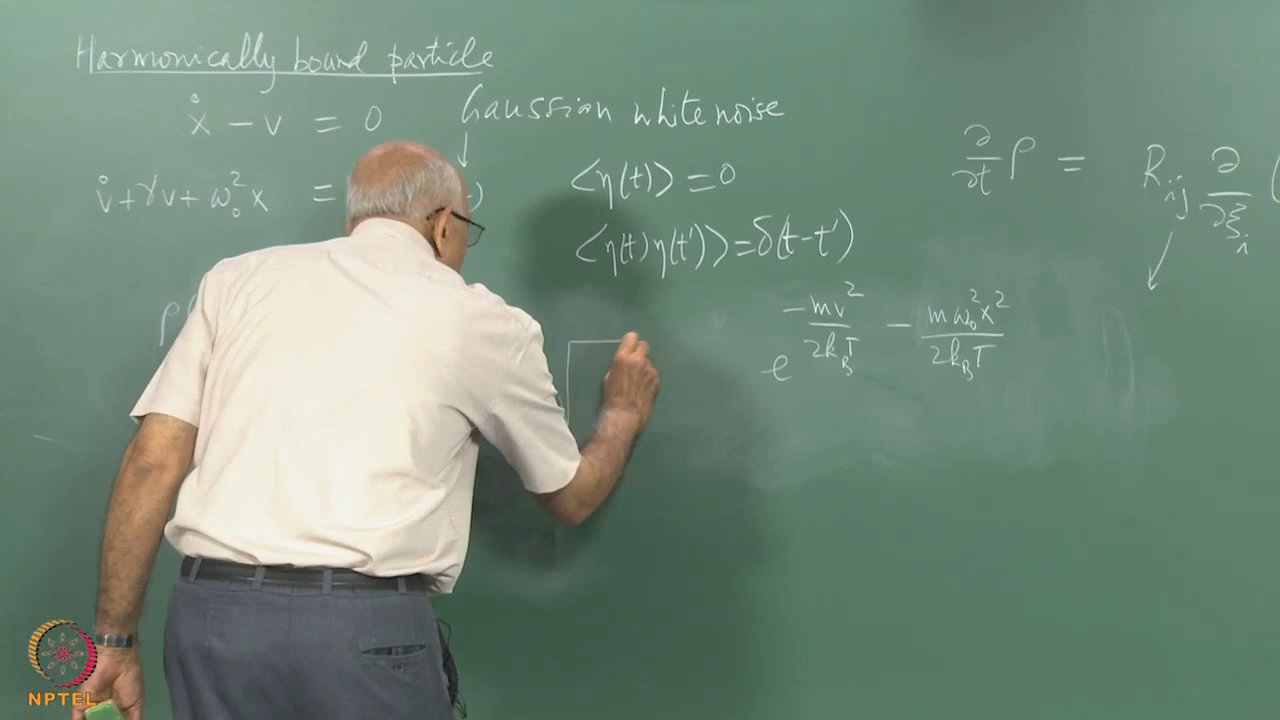 Harmonically bound particle
ẋ − v = 0
Gaussian white noise
v̇ + γv + ω₀²x =
)
⟨η(t)⟩ = 0
⟨η(t) η(t')⟩ = δ(t − t')
∂/∂t ρ = R_ij ∂/∂ξ_i (
ρ
e^(− mv²/2k_BT − mω₀²x²/2k_BT)
NPTEL